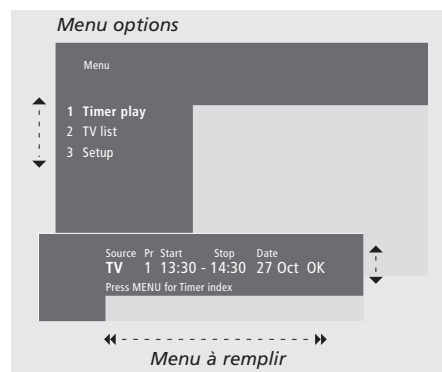 Menu options
Menu
1 Timer play
2 TV list
3 Setup
Source Pr Start Stop Date
TV 1 13:30 - 14:30 27 Oct OK
Press MENU for Timer index
Menu à remplir